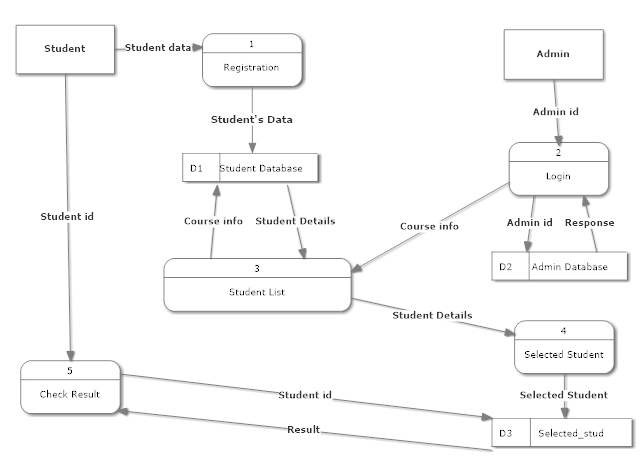 Student
Student data
1
Registration
Admin
Admin id
Student's Data
2
Login
D1
Student Database
Student id
Course info
Student Details
Course info
Admin id
Response
D2
Admin Database
3
Student List
Student Details
4
Selected Student
5
Check Result
Student id
Selected Student
Result
D3
Selected_stud